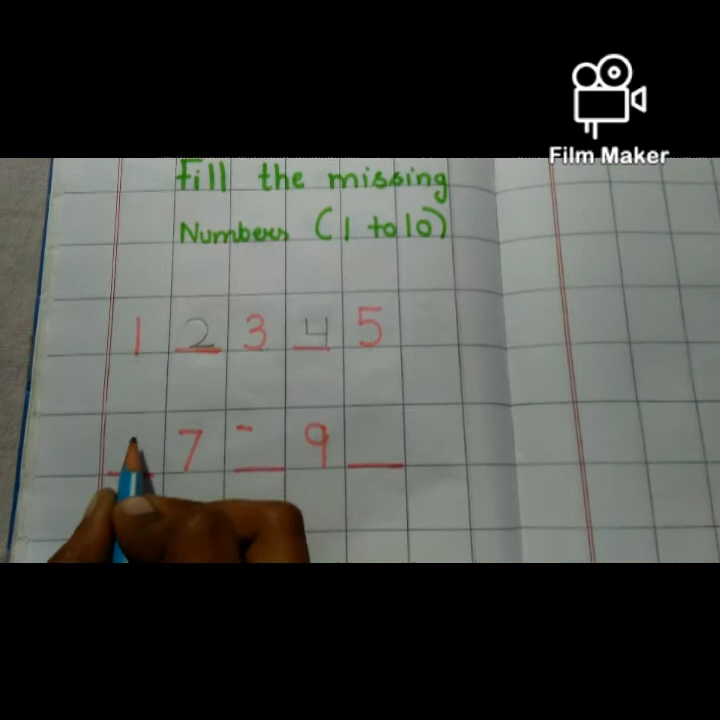 Film Maker
Fill the missing
Numbers (1 to 10)
1 2 3 4 5
_ 7 _ 9 _